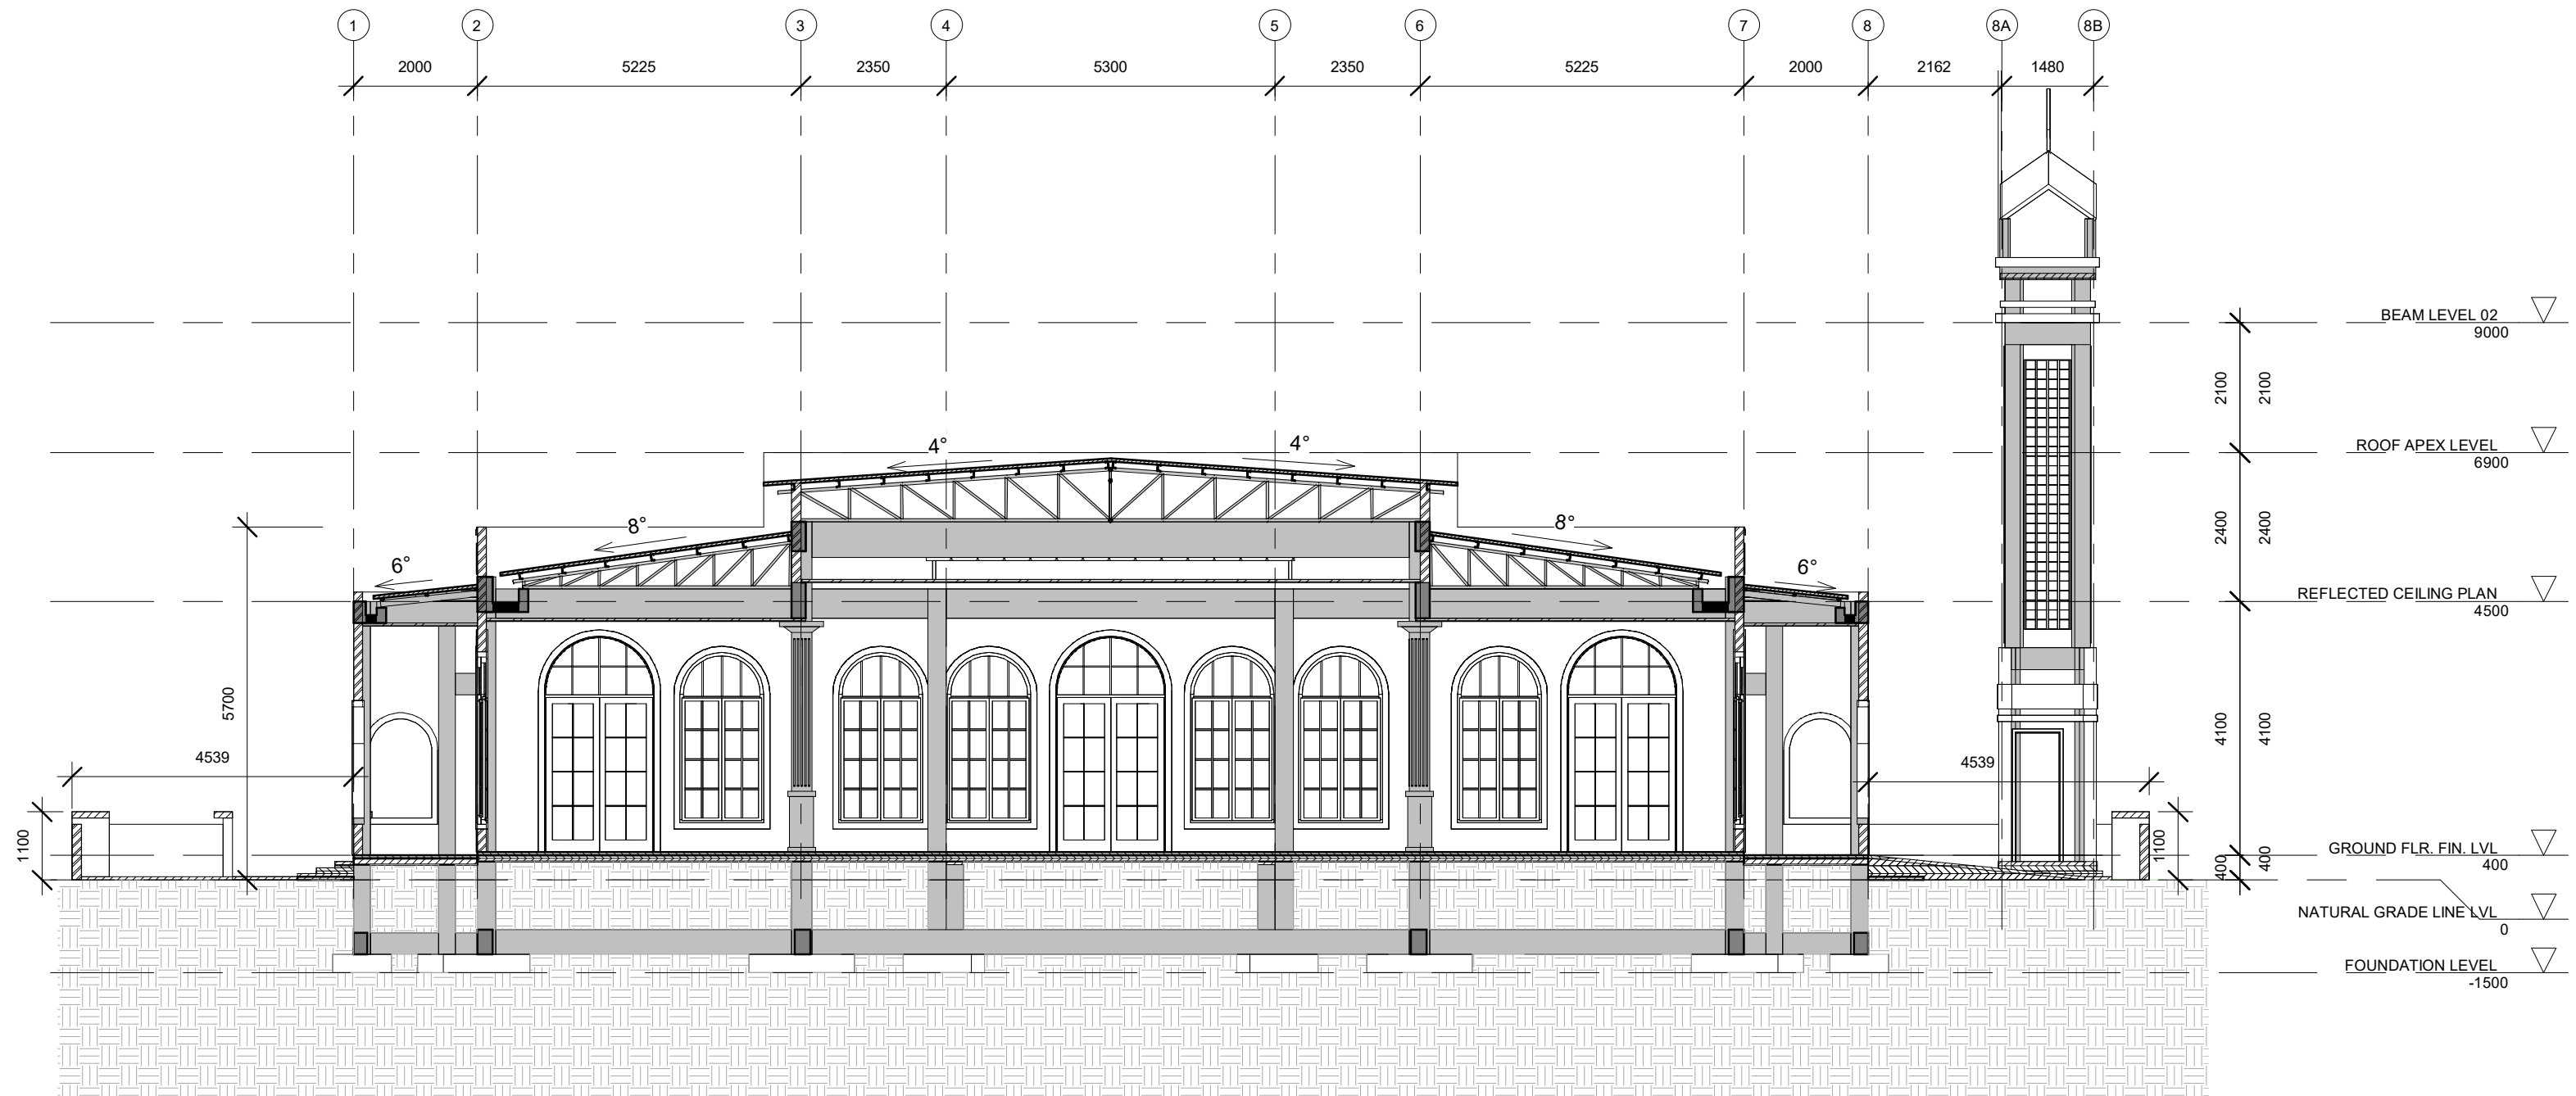 1 2 3 4 5 6 7 8 8A 8B
2000 5225 2350 5300 2350 5225 2000 2162 1480
BEAM LEVEL 02
9000
2100 2100
4° 4°
ROOF APEX LEVEL
6900
8° 8°
2400 2400
6° 6°
REFLECTED CEILING PLAN
4500
5700
4100 4100
4539 4539
1100 1100
GROUND FLR. FIN. LVL
400
400 400
NATURAL GRADE LINE LVL
0
FOUNDATION LEVEL
-1500